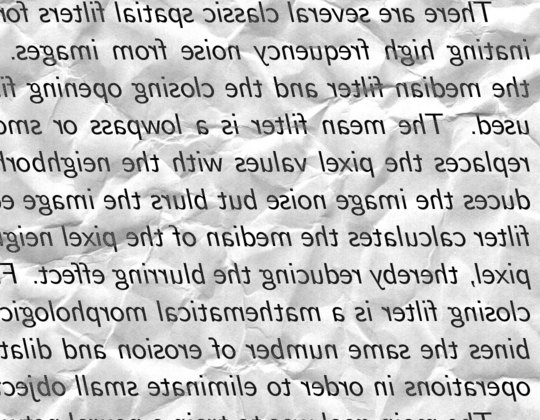 There are several classic spatial filters for
inating high frequency noise from images.
the median filter and the closing opening fi
used. The mean filter is a lowpass or smo
replaces the pixel values with the neighborh
duces the image noise but blurs the image e
filter calculates the median of the pixel neigh
pixel, thereby reducing the blurring effect. F
closing filter is a mathematical morphologic
bines the same number of erosion and dilat
operations in order to eliminate small objec